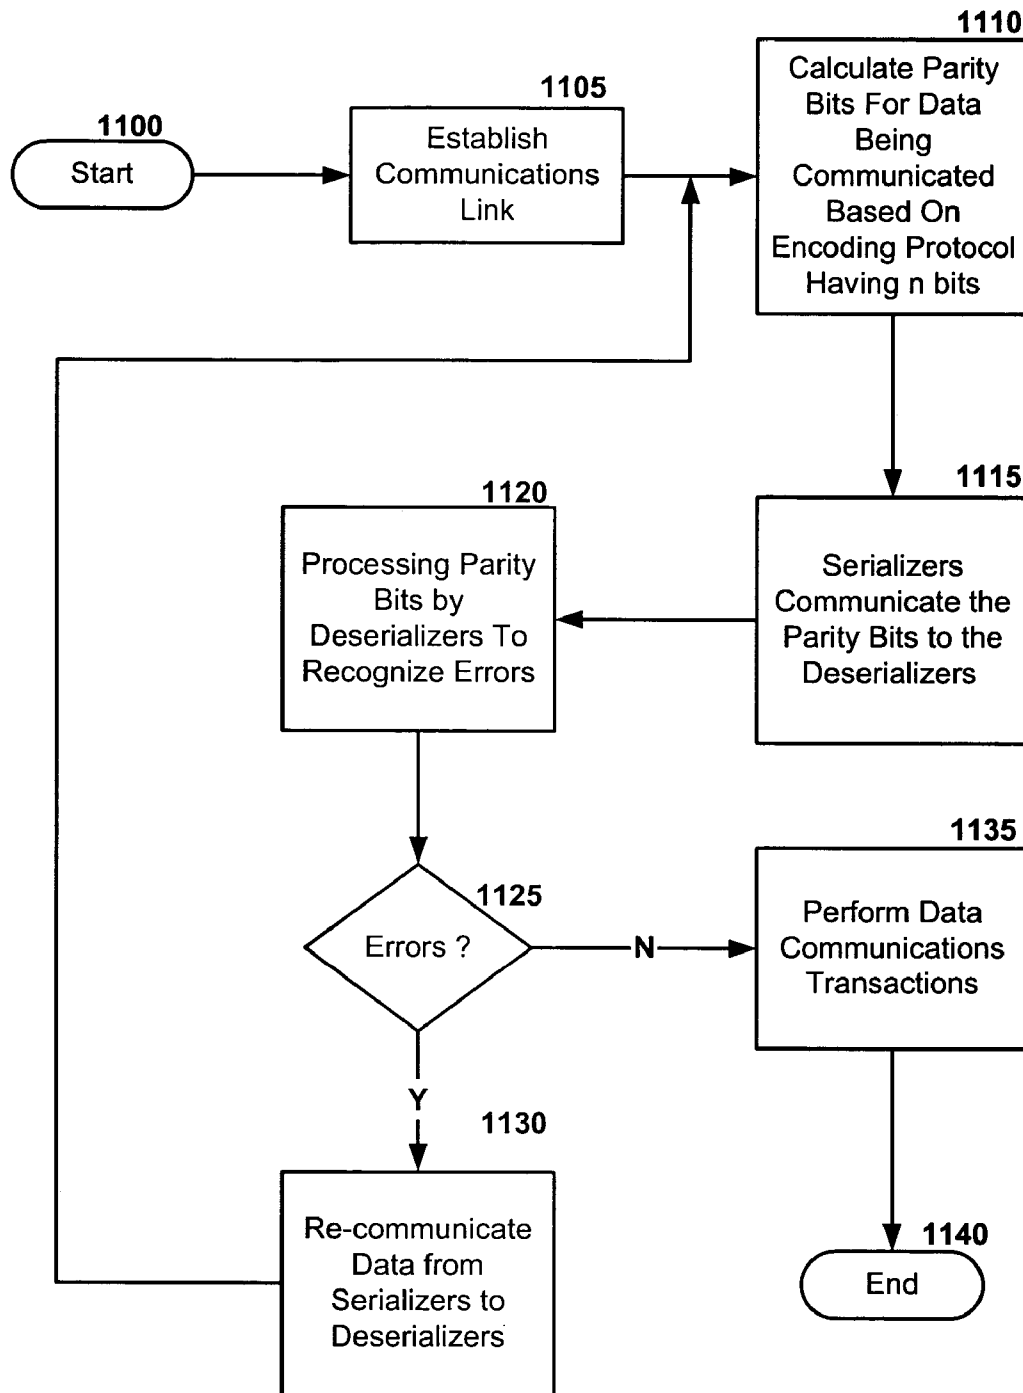 1100
Start
1105
Establish
Communications
Link
1110
Calculate Parity
Bits For Data
Being
Communicated
Based On
Encoding Protocol
Having n bits
1115
Serializers
Communicate the
Parity Bits to the
Deserializers
1120
Processing Parity
Bits by
Deserializers To
Recognize Errors
1125
Errors ?
N
Y
1130
Re-communicate
Data from
Serializers to
Deserializers
1135
Perform Data
Communications
Transactions
1140
End